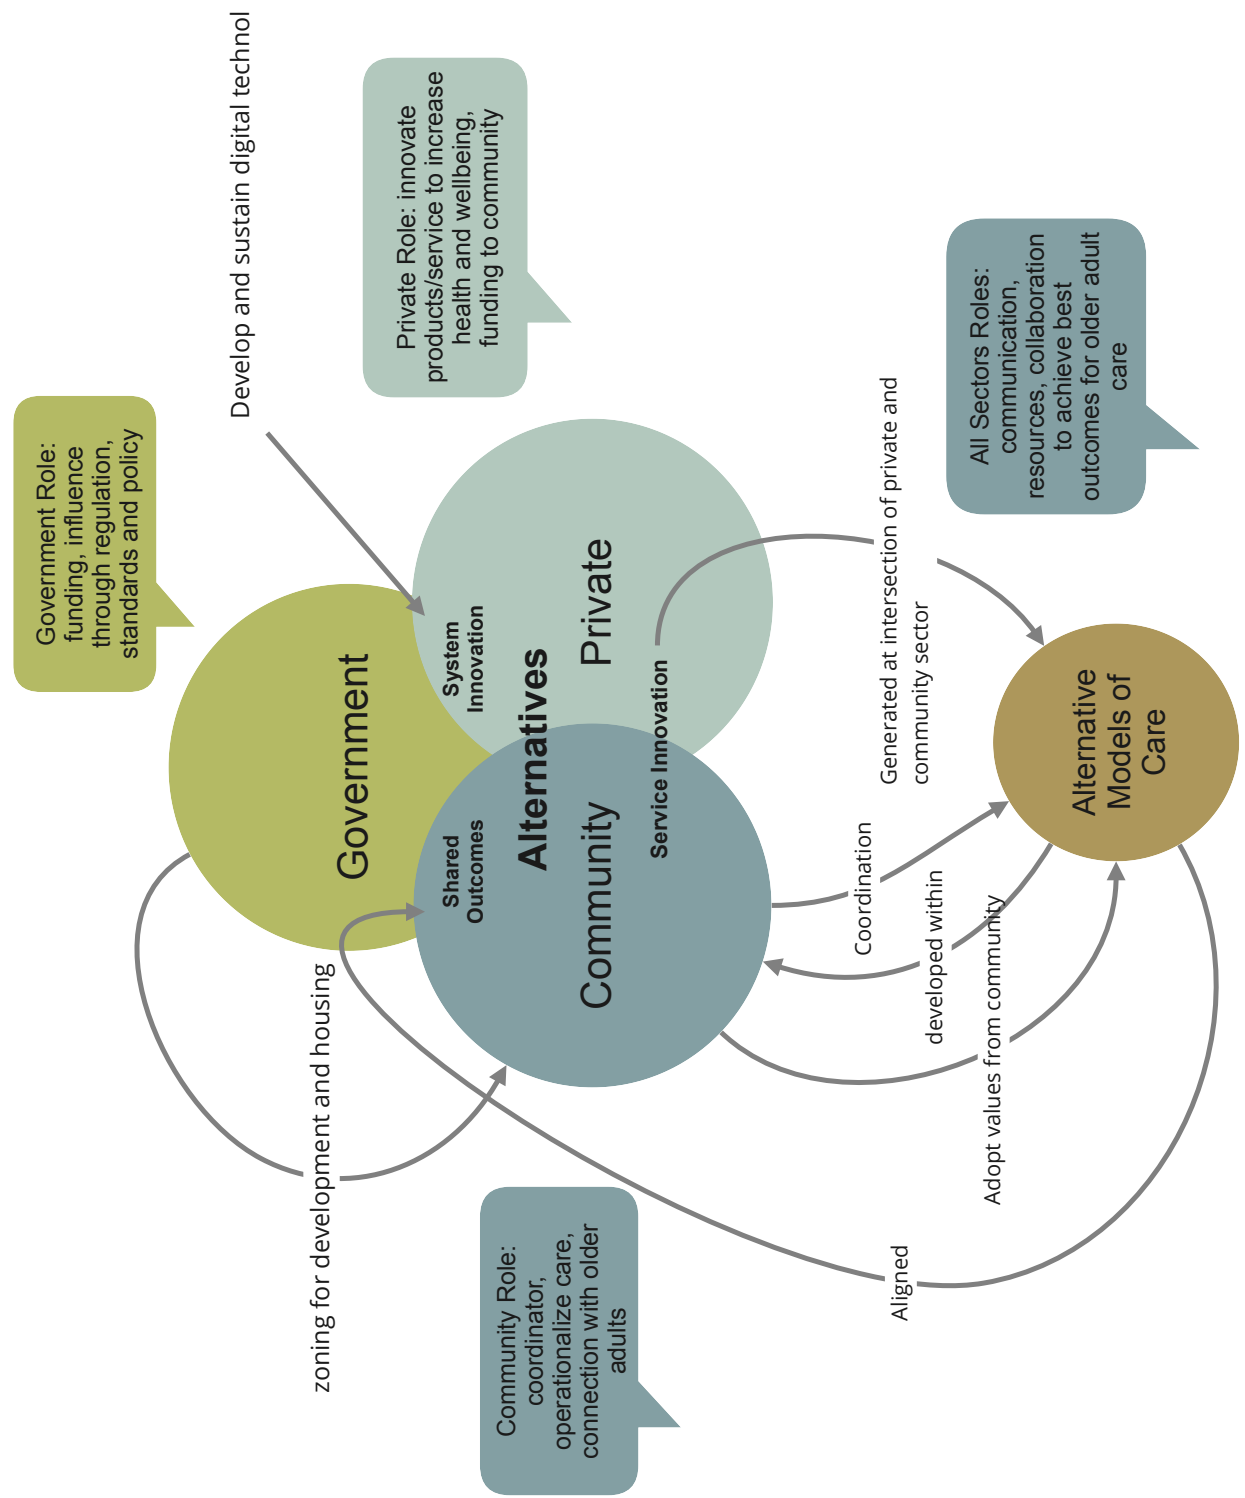 Government Role:
funding, influence
through regulation,
standards and policy
Develop and sustain digital technol
Private Role: innovate
products/service to increase
health and wellbeing,
funding to community
zoning for development and housing
Government
Shared
Outcomes
System
Innovation
Alternatives
Community
Private
Service Innovation
Community Role:
coordinator,
operationalize care,
connection with older
adults
Coordination
Generated at intersection of private and
community sector
developed within
Adopt values from community
Aligned
All Sectors Roles:
communication,
resources, collaboration
to achieve best
outcomes for older adult
care
Alternative
Models of
Care